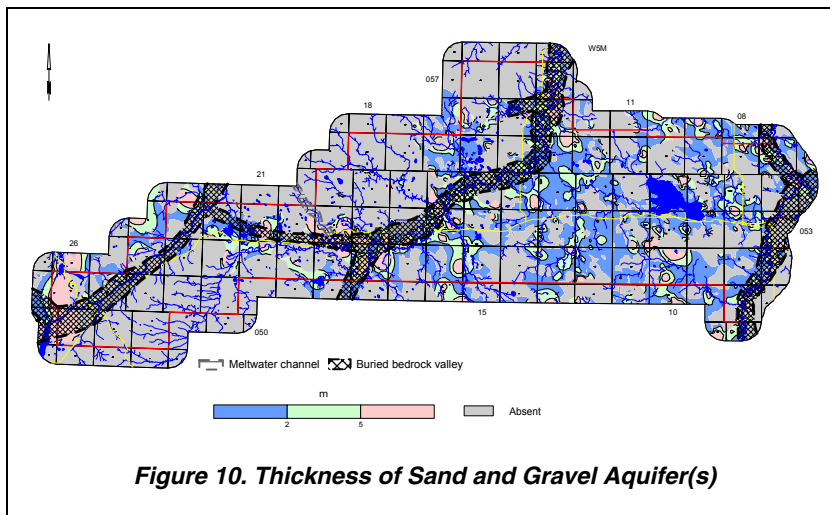 W5M
057
11
18
08
21
053
26
15
10
050
Meltwater channel Buried bedrock valley
m
Absent
2 5
Figure 10. Thickness of Sand and Gravel Aquifer(s)